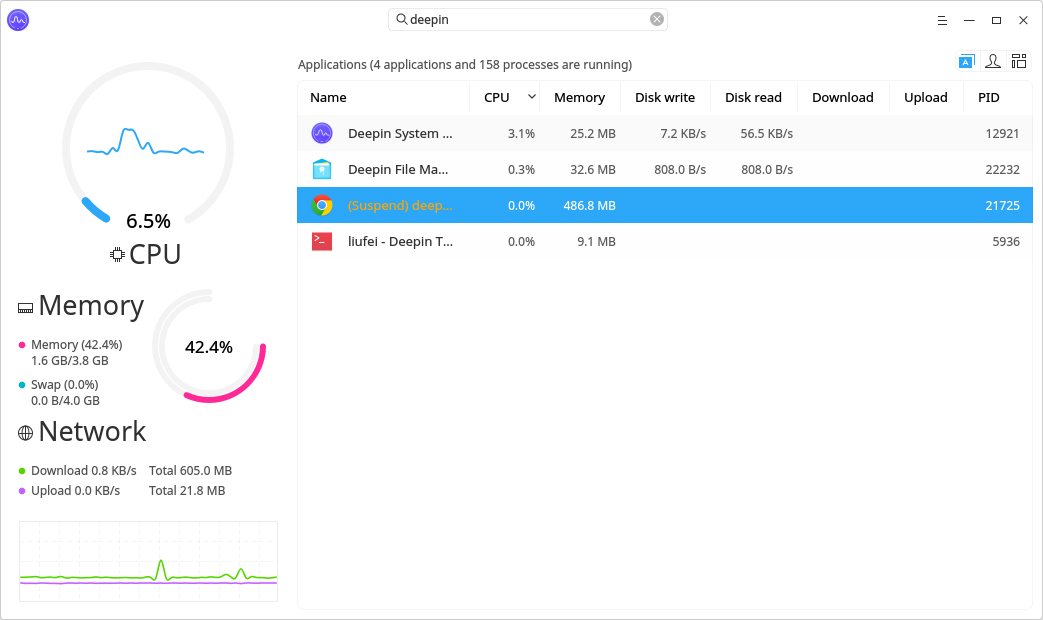 deepin
Applications (4 applications and 158 processes are running)
Name CPU Memory Disk write Disk read Download Upload PID
Deepin System ... 3.1% 25.2 MB 7.2 KB/s 56.5 KB/s 12921
Deepin File Ma... 0.3% 32.6 MB 808.0 B/s 808.0 B/s 22232
(Suspend) deep... 0.0% 486.8 MB 21725
liufei - Deepin T... 0.0% 9.1 MB 5936
6.5%
CPU
Memory
42.4%
Memory (42.4%)
1.6 GB/3.8 GB
Swap (0.0%)
0.0 B/4.0 GB
Network
Download 0.8 KB/s Total 605.0 MB
Upload 0.0 KB/s Total 21.8 MB